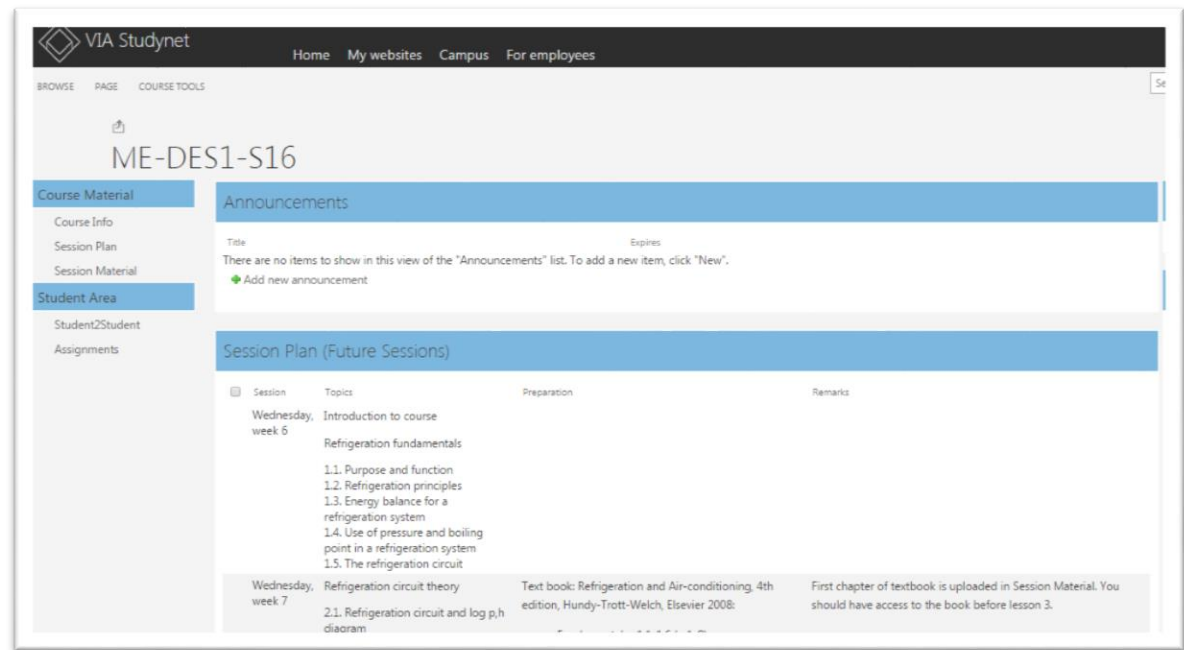 VIA Studynet
Home My websites Campus For employees
BROWSE PAGE COURSE TOOLS
ME-DES1-S16
Course Material
Course Info
Session Plan
Session Material
Student Area
Student2Student
Assignments
Announcements
Title Expires
There are no items to show in this view of the "Announcements" list. To add a new item, click "New".
Add new announcement
Session Plan (Future Sessions)
Session Topics Preparation Remarks
Wednesday,
week 6
Introduction to course
Refrigeration fundamentals
1.1. Purpose and function
1.2. Refrigeration principles
1.3. Energy balance for a
refrigeration system
1.4. Use of pressure and boiling
point in a refrigeration system
1.5. The refrigeration circuit
Wednesday,
week 7
Refrigeration circuit theory
2.1. Refrigeration circuit and log p,h
diagram
Text book: Refrigeration and Air-conditioning, 4th
edition, Hundy-Trott-Welch, Elsevier 2008:
First chapter of textbook is uploaded in Session Material. You
should have access to the book before lesson 3.